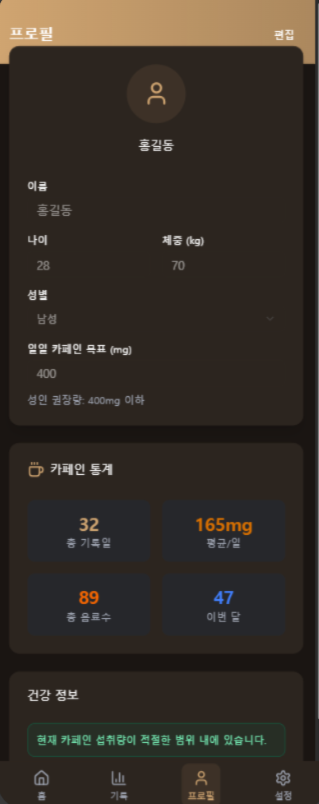 프로필 편집
홍길동
이름
홍길동
나이 체중 (kg)
28 70
성별
남성
일일 카페인 목표 (mg)
400
성인 권장량: 400mg 이하
카페인 통계
32 165mg
총 기록일 평균/일
89 47
총 음료수 이번 달
건강 정보
현재 카페인 섭취량이 적절한 범위 내에 있습니다.
홈 기록 프로필 설정